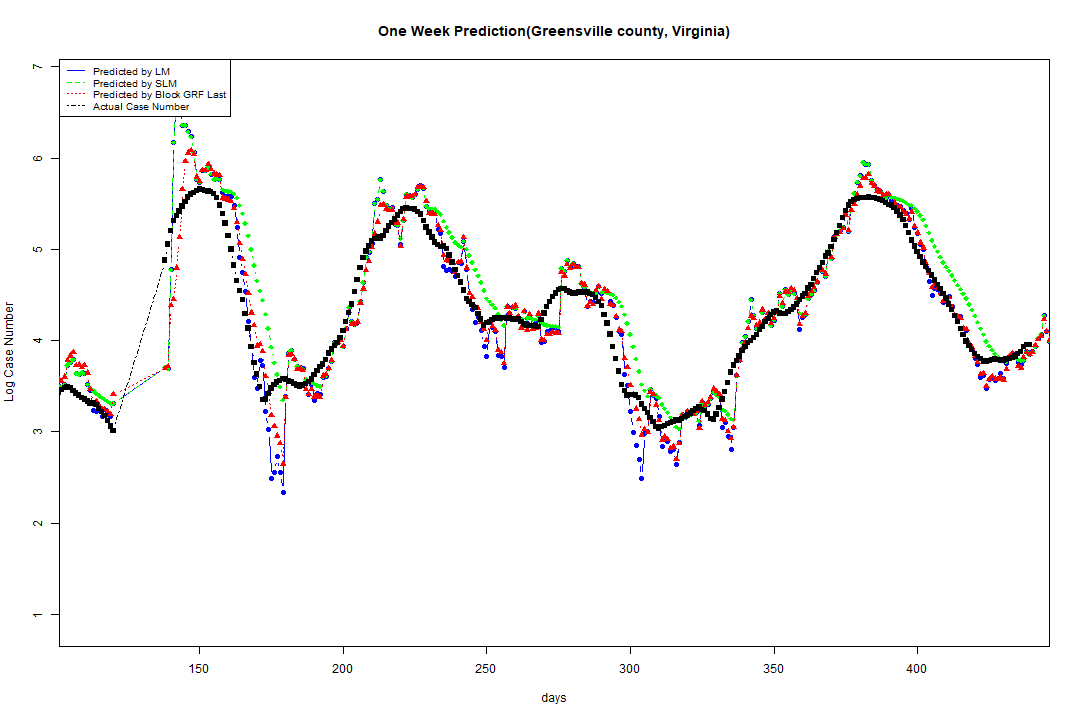 One Week Prediction(Greensville county, Virginia)
Predicted by LM
Predicted by SLM
Predicted by Block GRF Last
Actual Case Number
7
6
5
4
3
2
1
Log Case Number
150 200 250 300 350 400
days